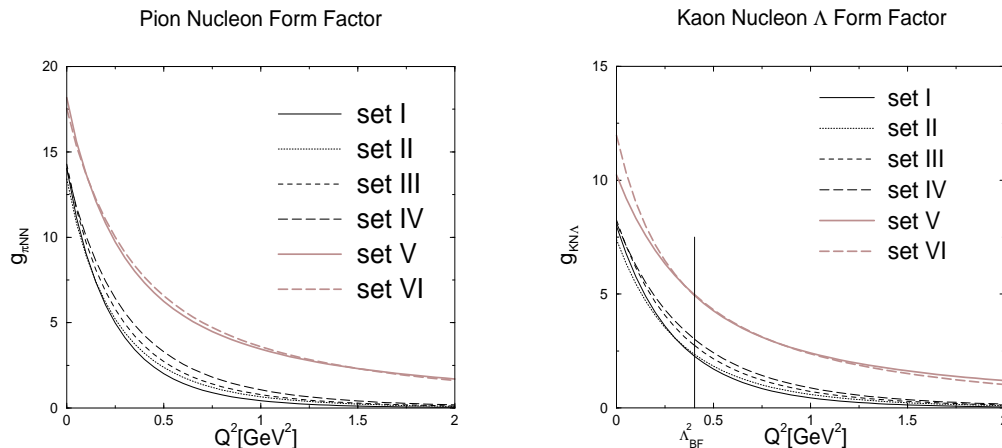 Pion Nucleon Form Factor
20
15
10
5
0
0
0.5
1
1.5
2
g_πNN
Q²[GeV²]
set I
set II
set III
set IV
set V
set VI
Kaon Nucleon Λ Form Factor
15
10
5
0
0
0.5
1
1.5
2
g_KNΛ
Λ²_BF
Q²[GeV²]
set I
set II
set III
set IV
set V
set VI